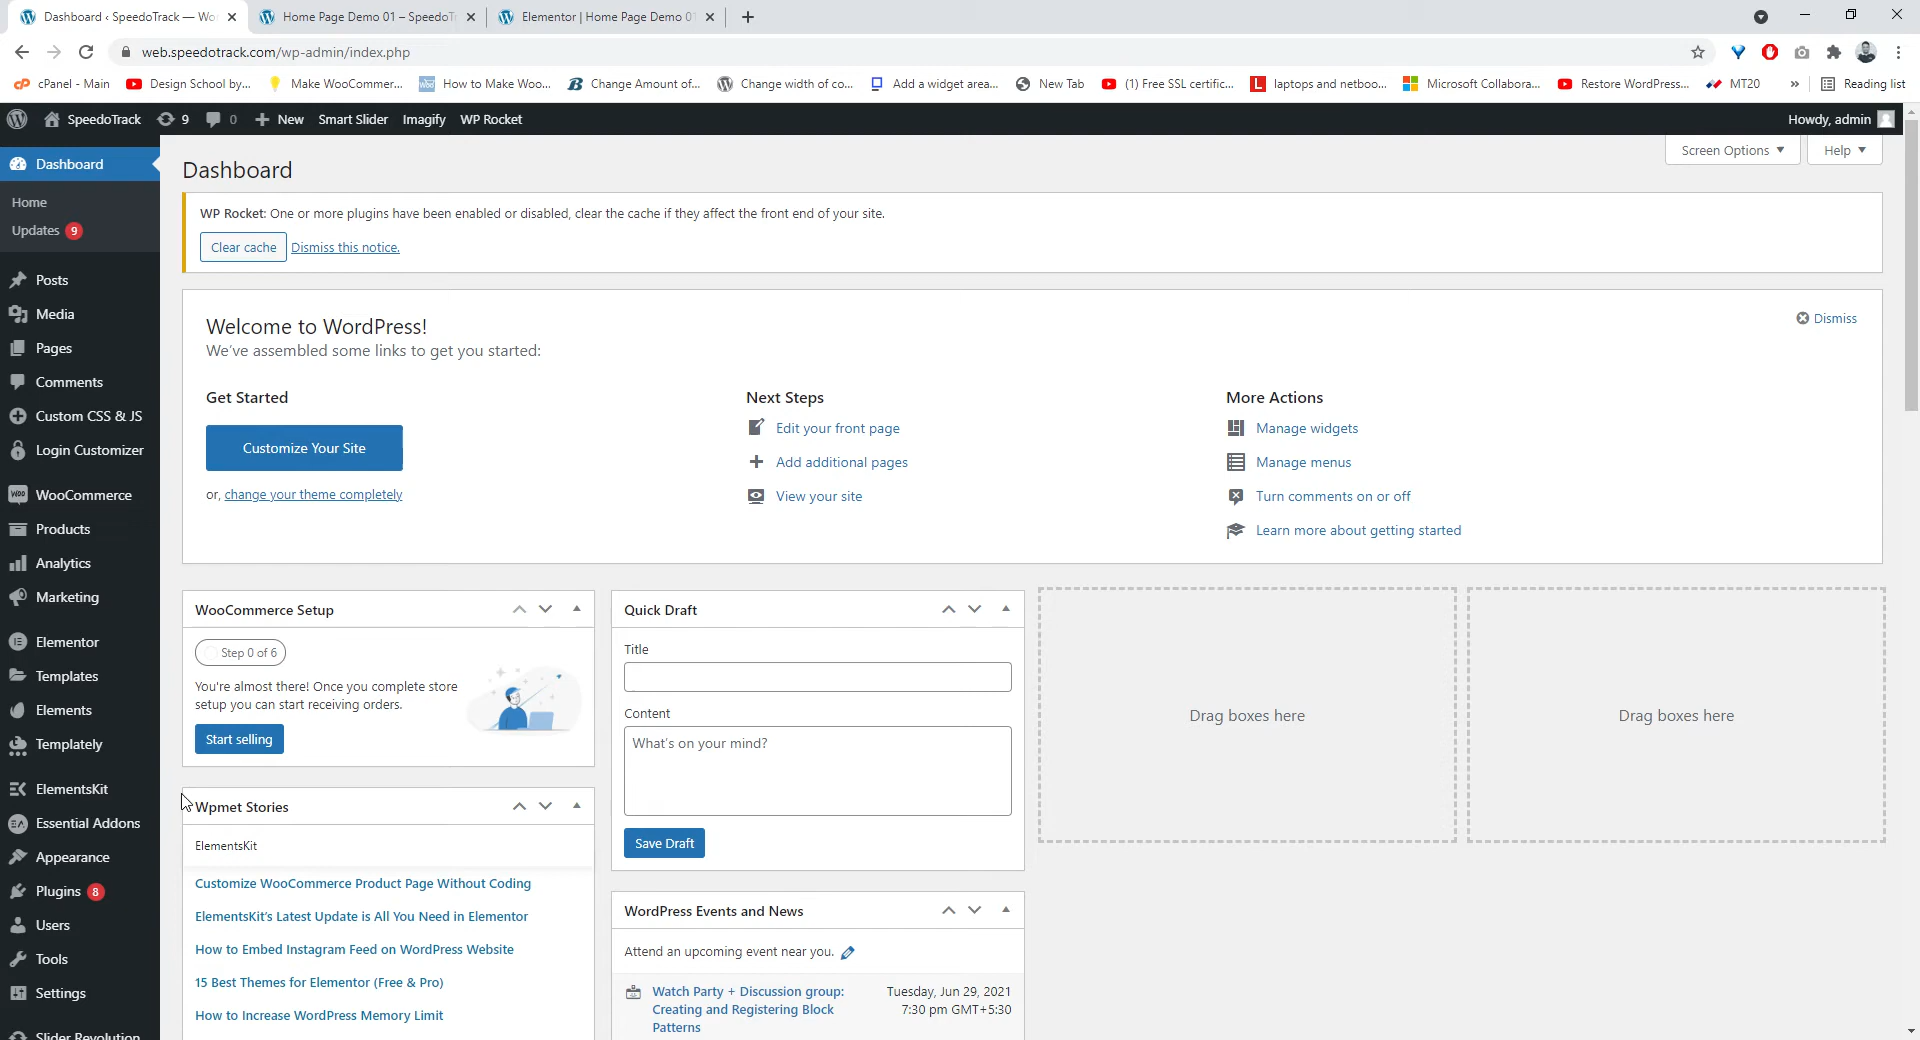 Dashboard ‹ SpeedoTrack — Wo
Home Page Demo 01 – SpeedoT
Elementor | Home Page Demo 01
web.speedotrack.com/wp-admin/index.php
cPanel - Main
Design School by...
Make WooCommer...
How to Make Woo...
Change Amount of...
Change width of co...
Add a widget area...
New Tab
(1) Free SSL certific...
laptops and netboo...
Microsoft Collabora...
Restore WordPress...
MT20
»
Reading list
SpeedoTrack
9
0
New
Smart Slider
Imagify
WP Rocket
Howdy, admin
Dashboard
Home
Updates 9
Posts
Media
Pages
Comments
Custom CSS & JS
Login Customizer
WooCommerce
Products
Analytics
Marketing
Elementor
Templates
Elements
Templately
ElementsKit
Essential Addons
Appearance
Plugins 8
Users
Tools
Settings
Slider Revolution
Screen Options
Help
Dashboard
WP Rocket: One or more plugins have been enabled or disabled, clear the cache if they affect the front end of your site.
Clear cache
Dismiss this notice.
Welcome to WordPress!
We've assembled some links to get you started:
Dismiss
Get Started
Customize Your Site
or, change your theme completely
Next Steps
Edit your front page
Add additional pages
View your site
More Actions
Manage widgets
Manage menus
Turn comments on or off
Learn more about getting started
WooCommerce Setup
Step 0 of 6
You're almost there! Once you complete store
setup you can start receiving orders.
Start selling
Wpmet Stories
ElementsKit
Customize WooCommerce Product Page Without Coding
ElementsKit's Latest Update is All You Need in Elementor
How to Embed Instagram Feed on WordPress Website
15 Best Themes for Elementor (Free & Pro)
How to Increase WordPress Memory Limit
Quick Draft
Title
Content
What's on your mind?
Save Draft
WordPress Events and News
Attend an upcoming event near you.
Watch Party + Discussion group:
Creating and Registering Block
Patterns
Tuesday, Jun 29, 2021
7:30 pm GMT+5:30
Drag boxes here
Drag boxes here